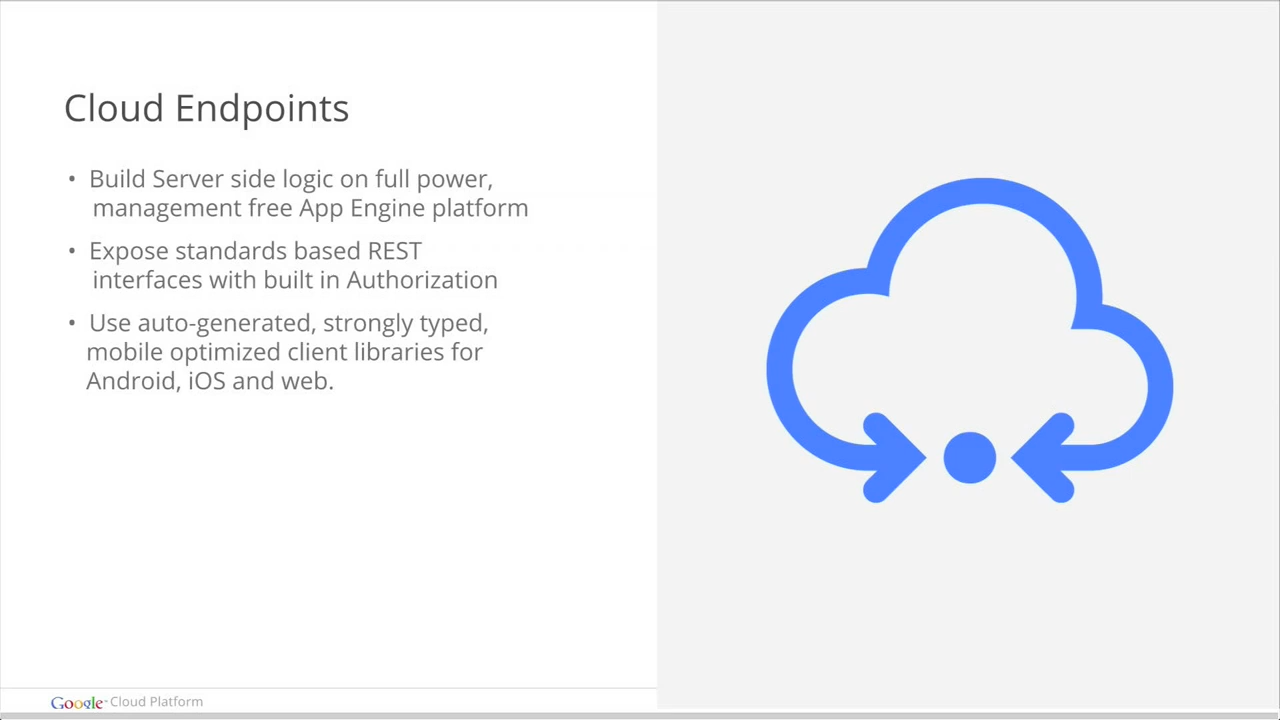 Cloud Endpoints
• Build Server side logic on full power,
management free App Engine platform
• Expose standards based REST
interfaces with built in Authorization
• Use auto-generated, strongly typed,
mobile optimized client libraries for
Android, iOS and web.
Google Cloud Platform